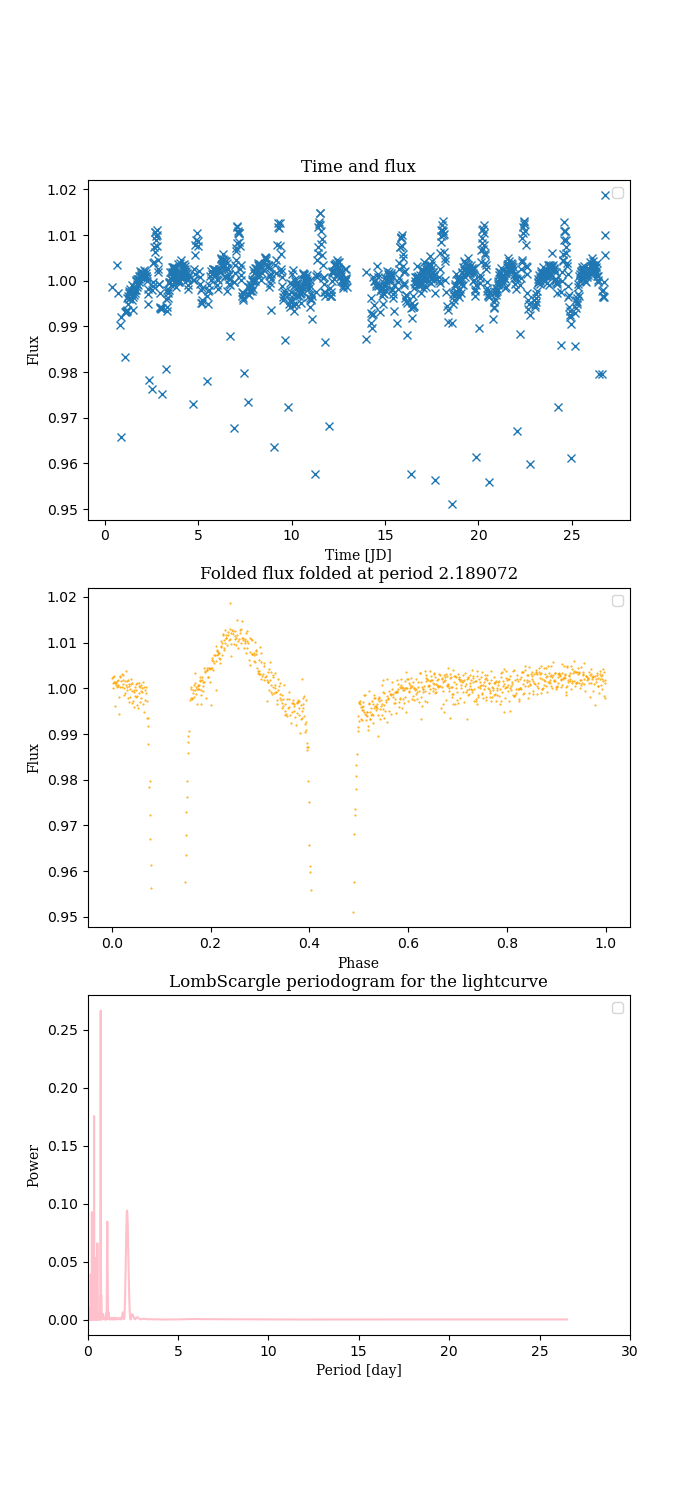 Time and flux
1.02
1.01
1.00
0.99
0.98
0.97
0.96
0.95
Flux
0 5 10 15 20 25
Time [JD]
Folded flux folded at period 2.189072
1.02
1.01
1.00
0.99
0.98
0.97
0.96
0.95
Flux
0.0 0.2 0.4 0.6 0.8 1.0
Phase
LombScargle periodogram for the lightcurve
0.25
0.20
0.15
0.10
0.05
0.00
Power
0 5 10 15 20 25 30
Period [day]